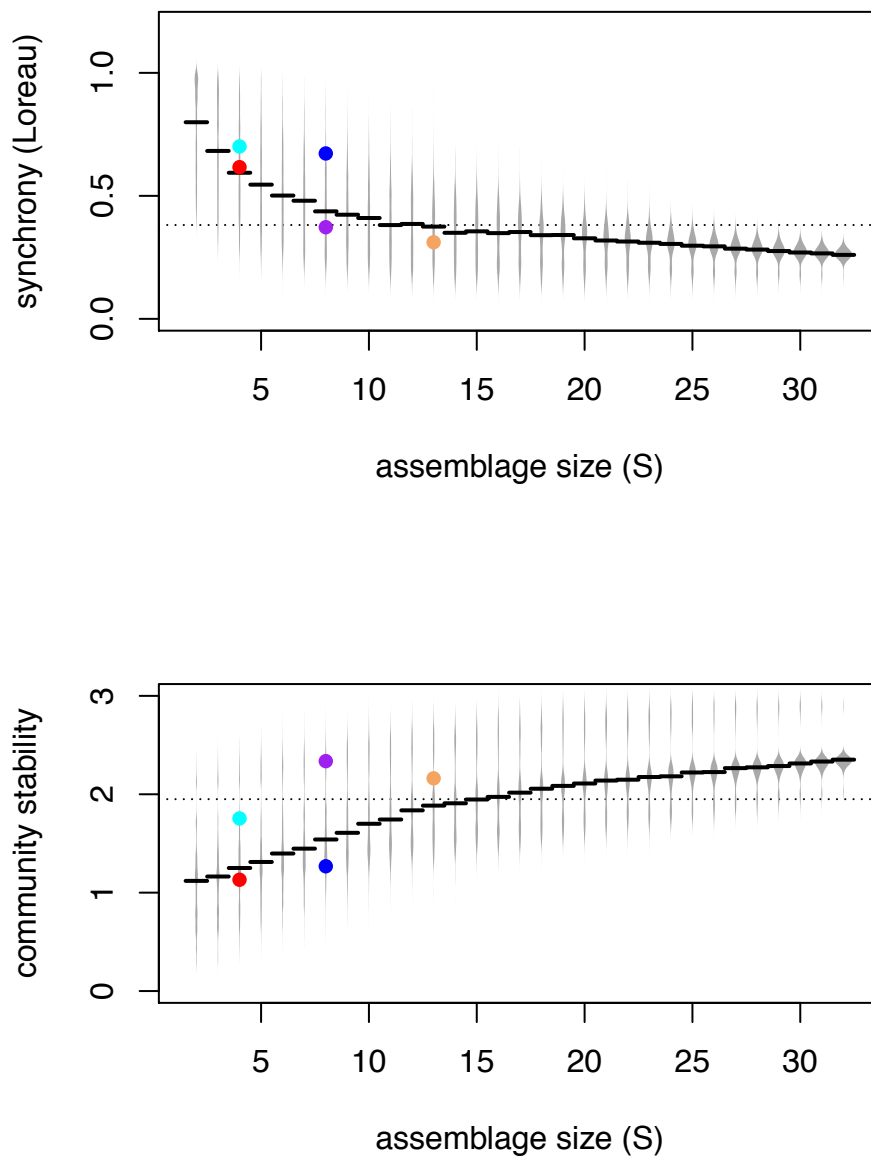 synchrony (Loreau)
1.0
0.5
0.0
5 10 15 20 25 30
assemblage size (S)
community stability
3
2
1
0
5 10 15 20 25 30
assemblage size (S)